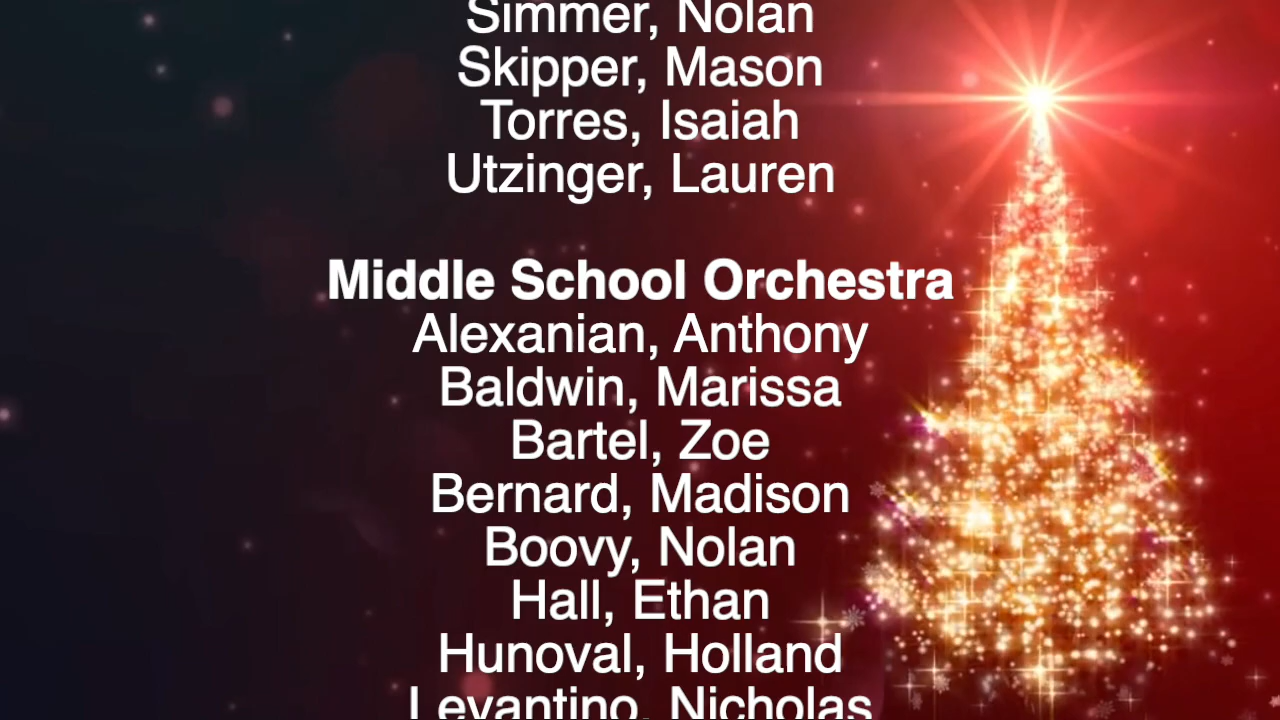 Simmer, Nolan
Skipper, Mason
Torres, Isaiah
Utzinger, Lauren
Middle School Orchestra
Alexanian, Anthony
Baldwin, Marissa
Bartel, Zoe
Bernard, Madison
Boovy, Nolan
Hall, Ethan
Hunoval, Holland
Levantino, Nicholas